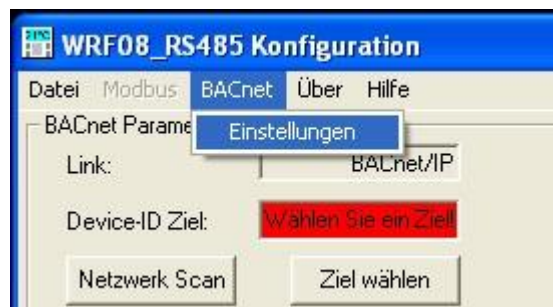 WRF08_RS485 Konfiguration
Datei Modbus BACnet Über Hilfe
BACnet Parame
Einstellungen
Link: BACnet/IP
Device-ID Ziel: Wählen Sie ein Ziel!
Netzwerk Scan Ziel wählen